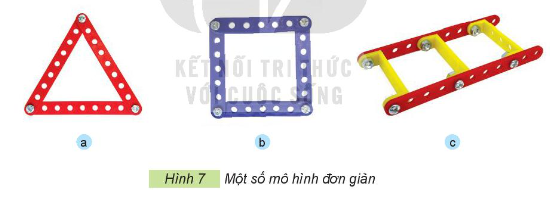 KẾT NỐI TRI THỨC
VỚI CUỘC SỐNG
a
b
c
Hình 7 Một số mô hình đơn giản